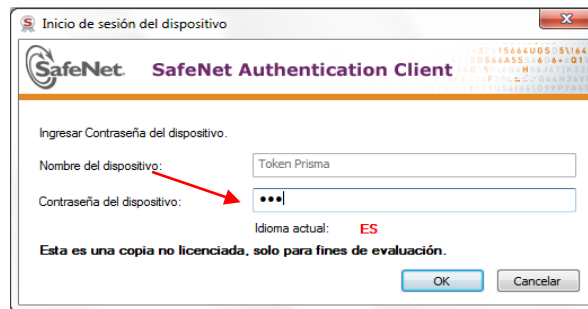 Inicio de sesión del dispositivo
SafeNet. SafeNet Authentication Client
Ingresar Contraseña del dispositivo.
Nombre del dispositivo: Token Prisma
Contraseña del dispositivo: •••
Idioma actual: ES
Esta es una copia no licenciada, solo para fines de evaluación.
OK Cancelar